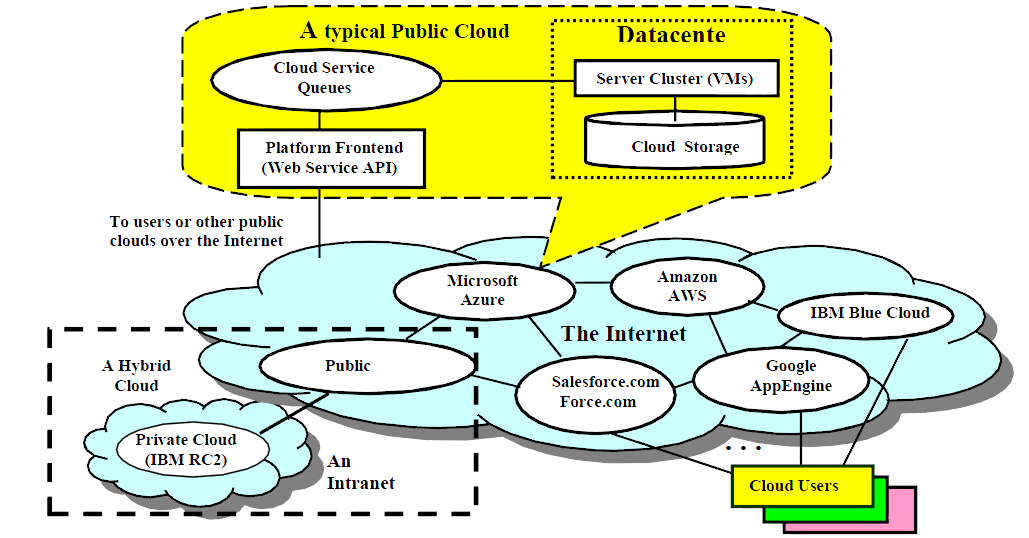 A typical Public Cloud
Datacente
Cloud Service
Queues
Server Cluster (VMs)
Platform Frontend
(Web Service API)
Cloud Storage
To users or other public
clouds over the Internet
Microsoft
Azure
Amazon
AWS
IBM Blue Cloud
The Internet
A Hybrid
Cloud
Public
Salesforce.com
Force.com
Google
AppEngine
Private Cloud
(IBM RC2)
An
Intranet
. . .
Cloud Users